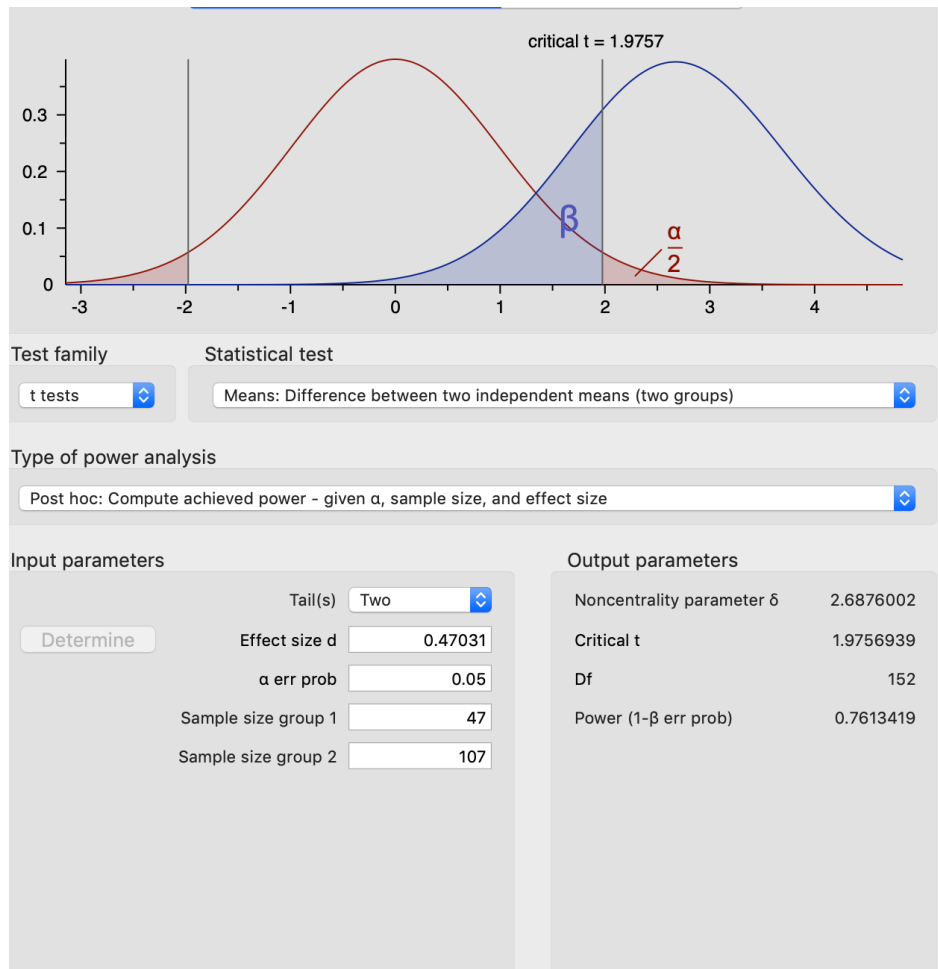 critical t = 1.9757
0.3
0.2
0.1
0
β
α
2
-3 -2 -1 0 1 2 3 4
Test family Statistical test
t tests Means: Difference between two independent means (two groups)
Type of power analysis
Post hoc: Compute achieved power - given α, sample size, and effect size
Input parameters Output parameters
Tail(s) Two Noncentrality parameter δ 2.6876002
Determine Effect size d 0.47031 Critical t 1.9756939
α err prob 0.05 Df 152
Sample size group 1 47 Power (1-β err prob) 0.7613419
Sample size group 2 107